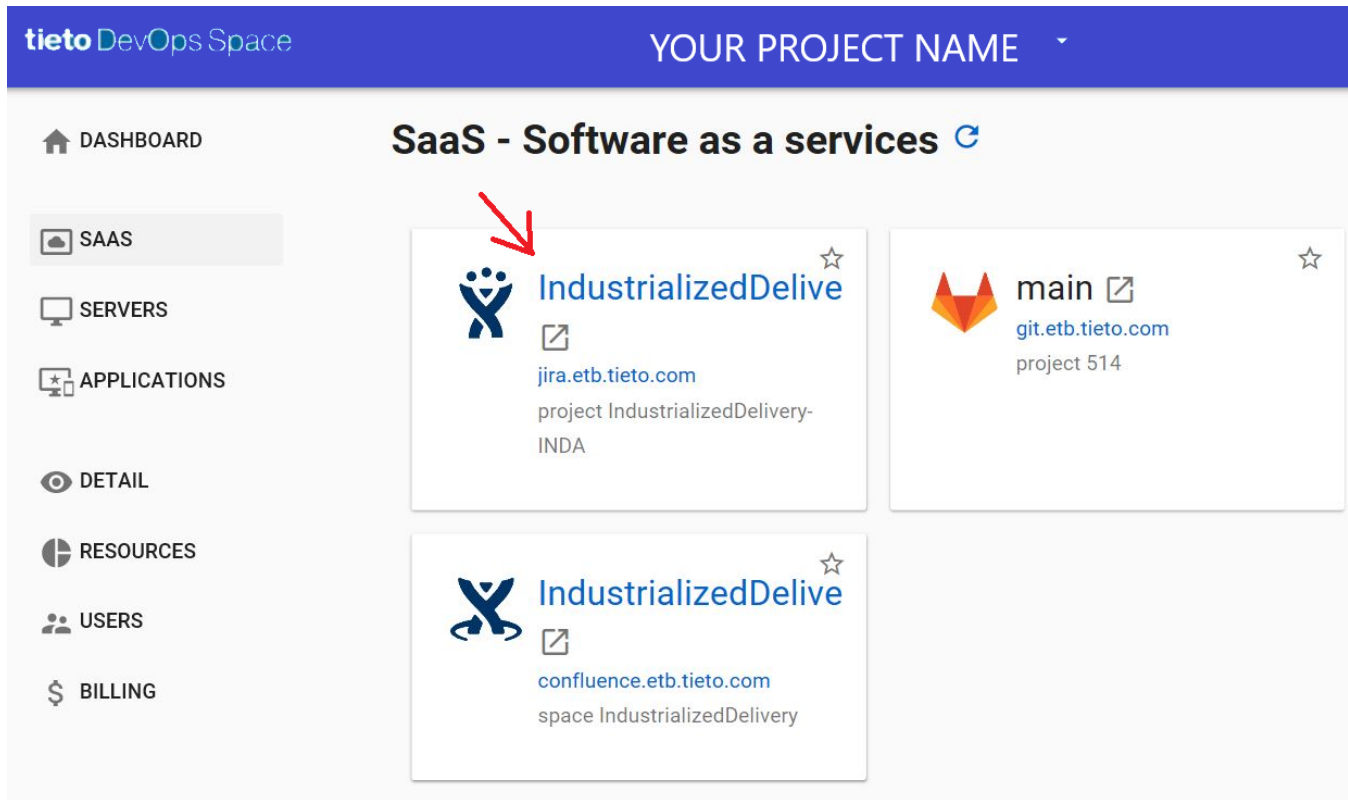 tieto DevOps Space
YOUR PROJECT NAME
DASHBOARD
SAAS
SERVERS
APPLICATIONS
DETAIL
RESOURCES
USERS
BILLING
SaaS - Software as a services
IndustrializedDelive
jira.etb.tieto.com
project IndustrializedDelivery-
INDA
main
git.etb.tieto.com
project 514
IndustrializedDelive
confluence.etb.tieto.com
space IndustrializedDelivery